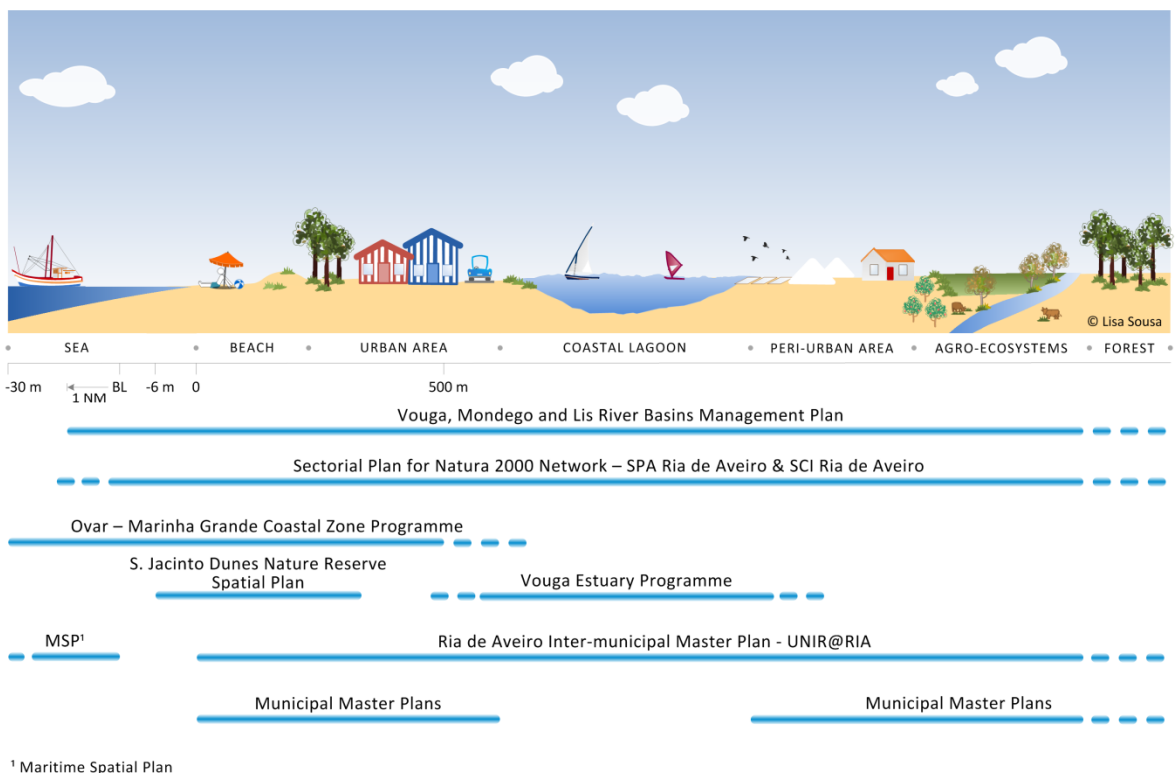 © Lisa Sousa
SEA BEACH URBAN AREA COASTAL LAGOON PERI-URBAN AREA AGRO-ECOSYSTEMS FOREST
-30 m BL -6 m 0 500 m
1 NM
Vouga, Mondego and Lis River Basins Management Plan
Sectorial Plan for Natura 2000 Network – SPA Ria de Aveiro & SCI Ria de Aveiro
Ovar – Marinha Grande Coastal Zone Programme
S. Jacinto Dunes Nature Reserve
Spatial Plan
Vouga Estuary Programme
MSP¹
Ria de Aveiro Inter-municipal Master Plan - UNIR@RIA
Municipal Master Plans
Municipal Master Plans
¹ Maritime Spatial Plan